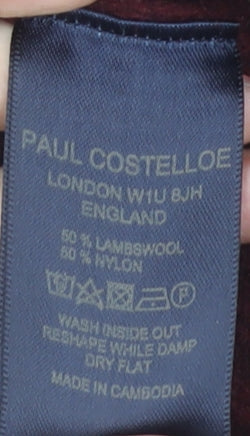 PAUL COSTELLOE
LONDON W1U 8JH
ENGLAND
50 % LAMBSWOOL
50 % NYLON
WASH INSIDE OUT
RESHAPE WHILE DAMP
DRY FLAT
MADE IN CAMBODIA